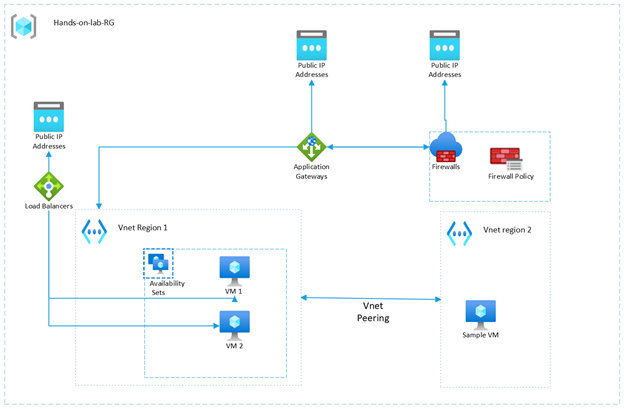 Hands-on-lab-RG
Public IP
Addresses
Public IP
Addresses
Public IP
Addresses
Application
Gateways
Firewalls
Firewall Policy
Load Balancers
Vnet Region 1
Vnet region 2
Availability
Sets
VM 1
VM 2
Vnet
Peering
Sample VM